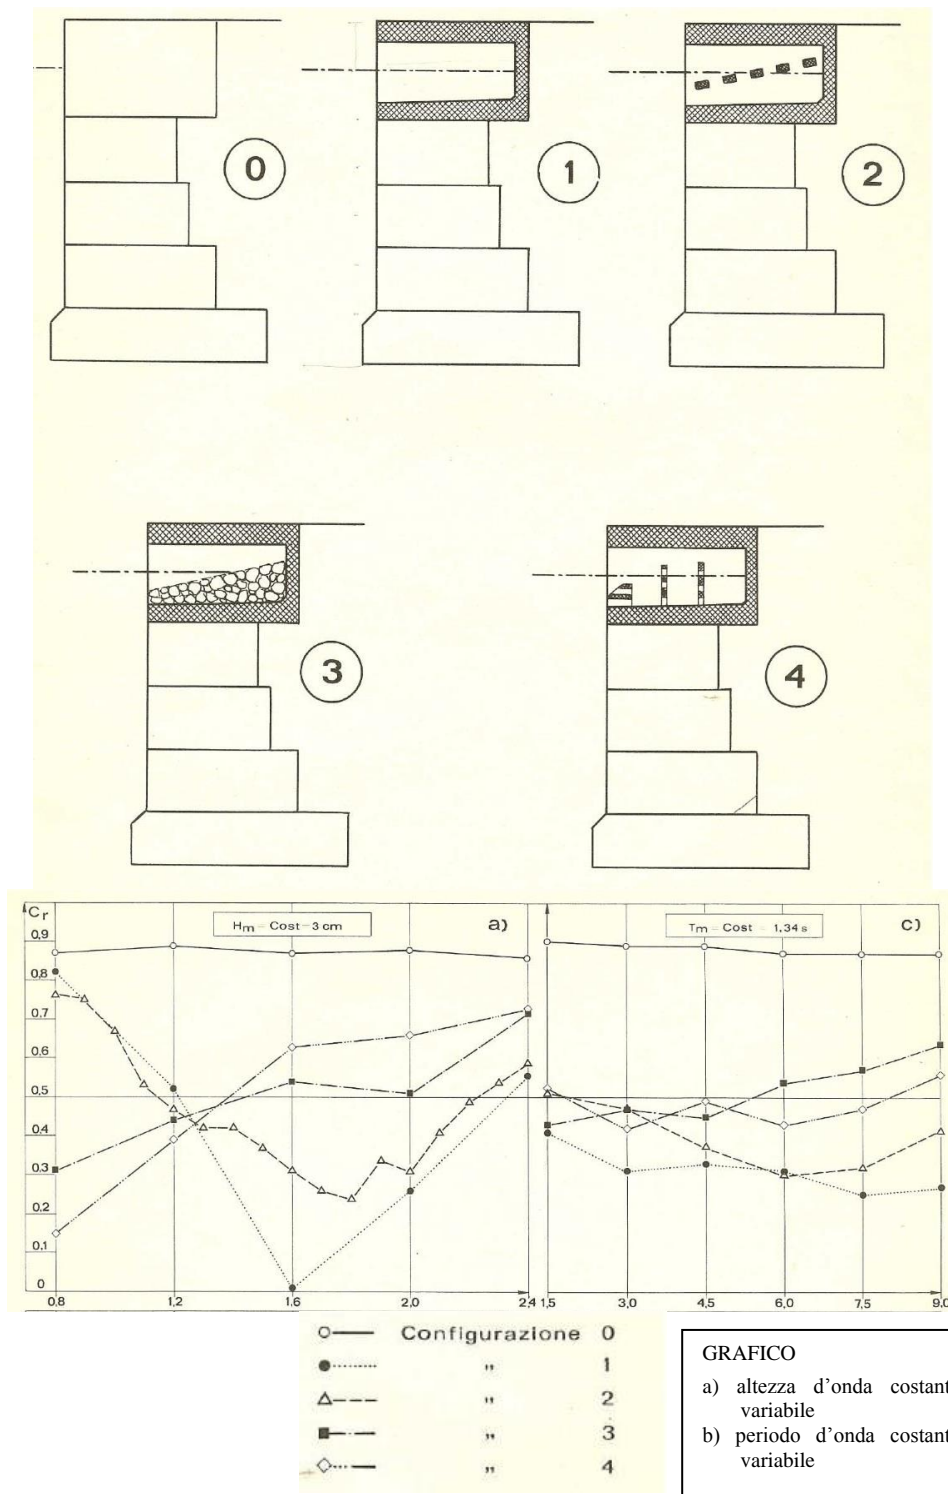 0
1
2
3
4
Cr
Hm = Cost = 3 cm
a)
Tm = Cost = 1,34 s
c)
0,9
0,8
0,7
0,6
0,5
0,4
0,3
0,2
0,1
0
0,8 1,2 1,6 2,0 2,4 1,5 3,0 4,5 6,0 7,5 9,0
Configurazione 0
" 1
" 2
" 3
" 4
GRAFICO
a) altezza d'onda costant
variabile
b) periodo d'onda costant
variabile